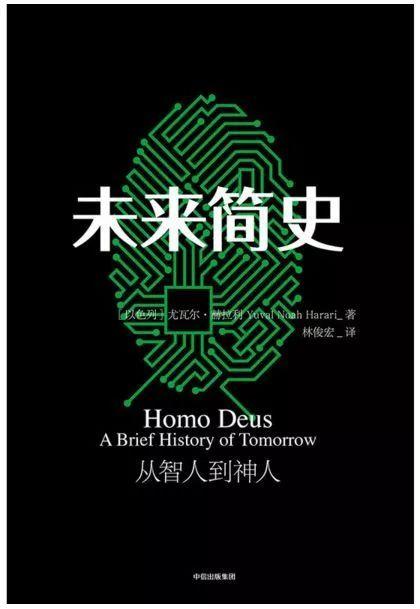 未来简史
［以色列］尤瓦尔・赫拉利 Yuval Noah Harari_著
林俊宏_译
Homo Deus
A Brief History of Tomorrow
从智人到神人
中信出版集团